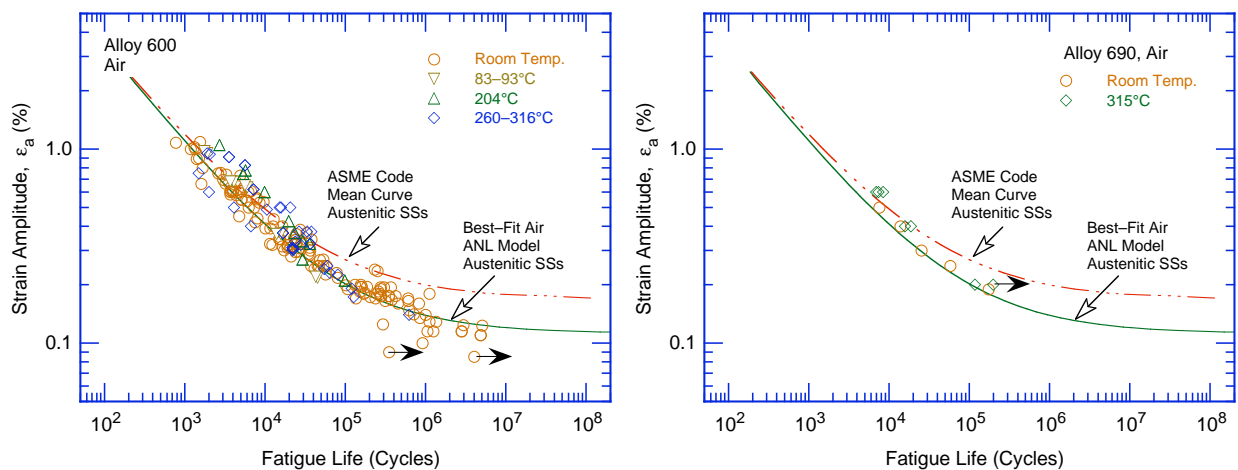 Alloy 600
Air
Room Temp.
83–93°C
204°C
260–316°C
ASME Code
Mean Curve
Austenitic SSs
Best–Fit Air
ANL Model
Austenitic SSs
1.0
0.1
Strain Amplitude, εa (%)
10² 10³ 10⁴ 10⁵ 10⁶ 10⁷ 10⁸
Fatigue Life (Cycles)
Alloy 690, Air
Room Temp.
315°C
ASME Code
Mean Curve
Austenitic SSs
Best–Fit Air
ANL Model
Austenitic SSs
1.0
0.1
Strain Amplitude, εa (%)
10² 10³ 10⁴ 10⁵ 10⁶ 10⁷ 10⁸
Fatigue Life (Cycles)